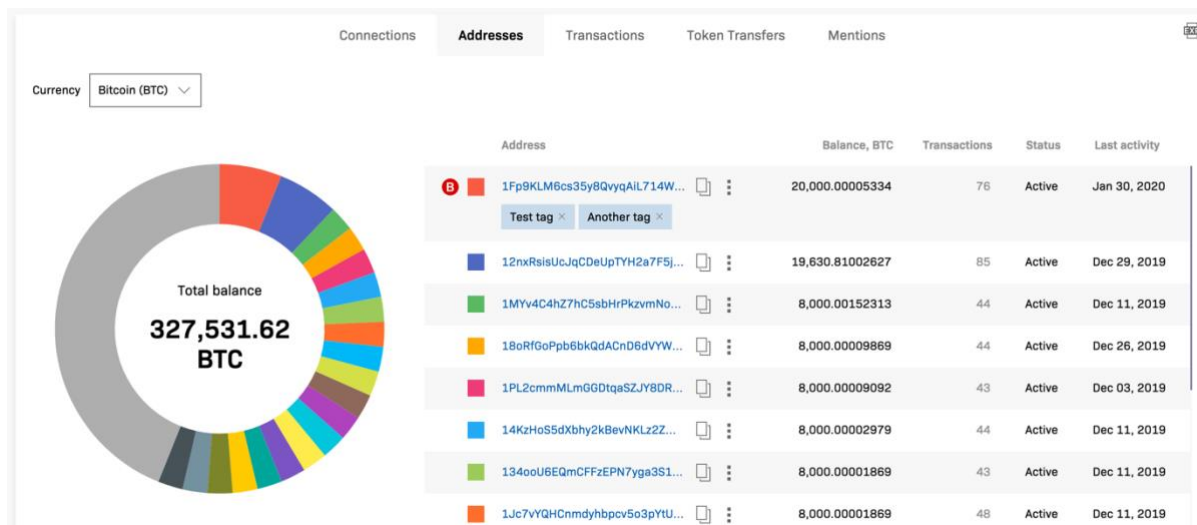 Connections Addresses Transactions Token Transfers Mentions
Currency Bitcoin (BTC)
Total balance
327,531.62
BTC
Address Balance, BTC Transactions Status Last activity
B 1Fp9KLM6cs35y8QvyqAiL714W... 20,000.00005334 76 Active Jan 30, 2020
Test tag × Another tag ×
12nxRsisUcJqCDeUpTYH2a7F5j... 19,630.81002627 85 Active Dec 29, 2019
1MYv4C4hZ7hC5sbHrPkzvmNo... 8,000.00152313 44 Active Dec 11, 2019
18oRfGoPpb6bkQdACnD6dVYW... 8,000.00009869 44 Active Dec 26, 2019
1PL2cmmMLmGGDtqaSZJY8DR... 8,000.00009092 43 Active Dec 03, 2019
14KzHoS5dXbhy2kBevNKLz2Z... 8,000.00002979 44 Active Dec 11, 2019
134ooU6EQmCFFzEPN7yga3S1... 8,000.00001869 43 Active Dec 11, 2019
1Jc7vYQHCnmdyhbpcv5o3pYtU... 8,000.00001869 48 Active Dec 11, 2019